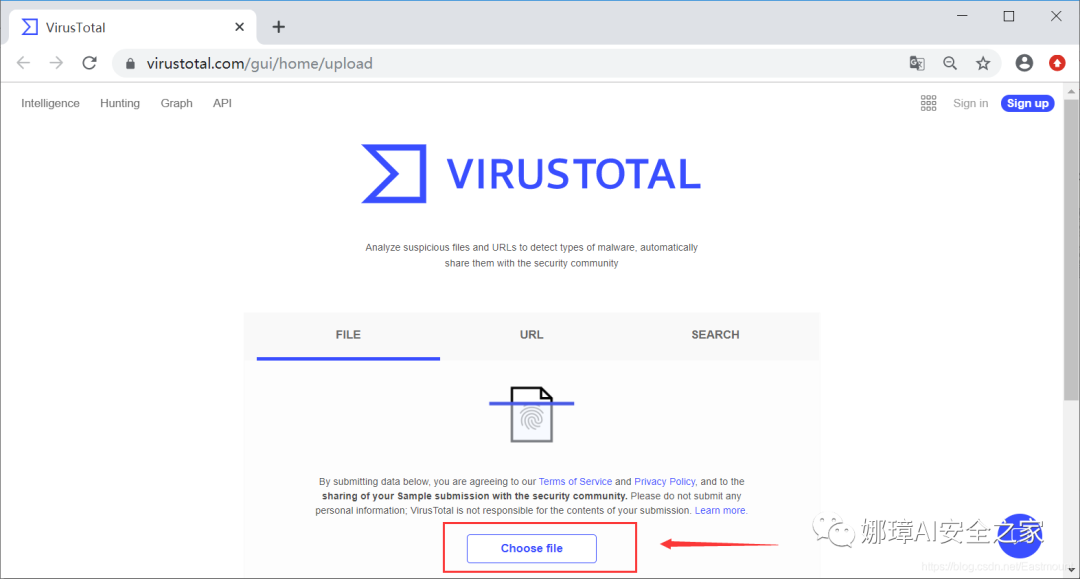 VirusTotal
virustotal.com/gui/home/upload
Intelligence Hunting Graph API
Sign in Sign up
VIRUSTOTAL
Analyze suspicious files and URLs to detect types of malware, automatically
share them with the security community
FILE URL SEARCH
By submitting data below, you are agreeing to our Terms of Service and Privacy Policy, and to the
sharing of your Sample submission with the security community. Please do not submit any
personal information; VirusTotal is not responsible for the contents of your submission. Learn more.
Choose file
娜璋AI安全之家
https://blog.csdn.net/Eastmount